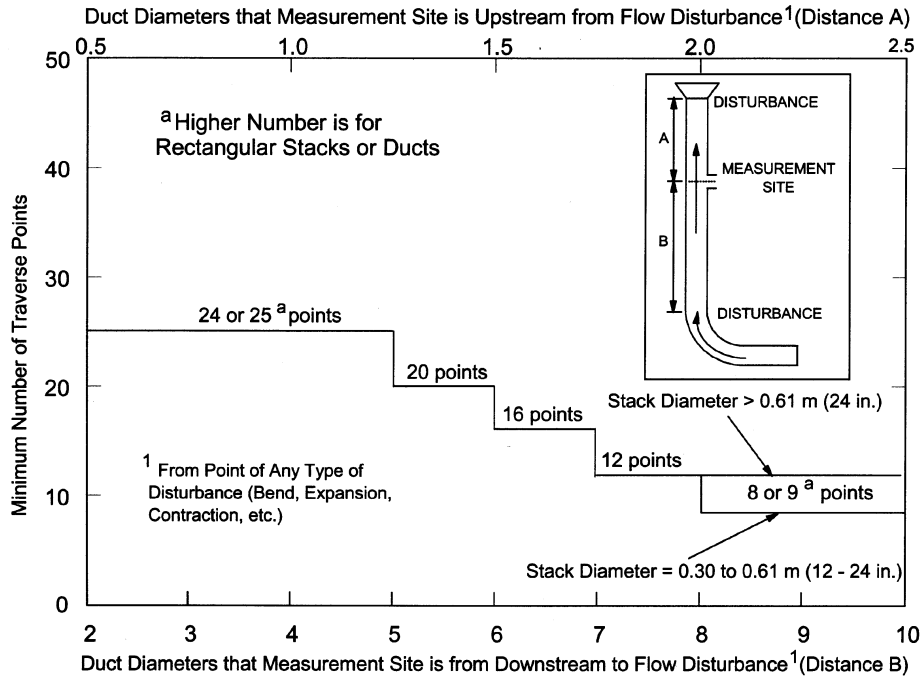 Duct Diameters that Measurement Site is Upstream from Flow Disturbance1(Distance A)
0.5 1.0 1.5 2.0 2.5
50
40
30
20
10
0
Minimum Number of Traverse Points
a Higher Number is for
Rectangular Stacks or Ducts
DISTURBANCE
A
MEASUREMENT
SITE
B
DISTURBANCE
24 or 25 a points
20 points
16 points
12 points
Stack Diameter > 0.61 m (24 in.)
8 or 9 a points
Stack Diameter = 0.30 to 0.61 m (12 - 24 in.)
1 From Point of Any Type of
Disturbance (Bend, Expansion,
Contraction, etc.)
2 3 4 5 6 7 8 9 10
Duct Diameters that Measurement Site is from Downstream to Flow Disturbance1(Distance B)